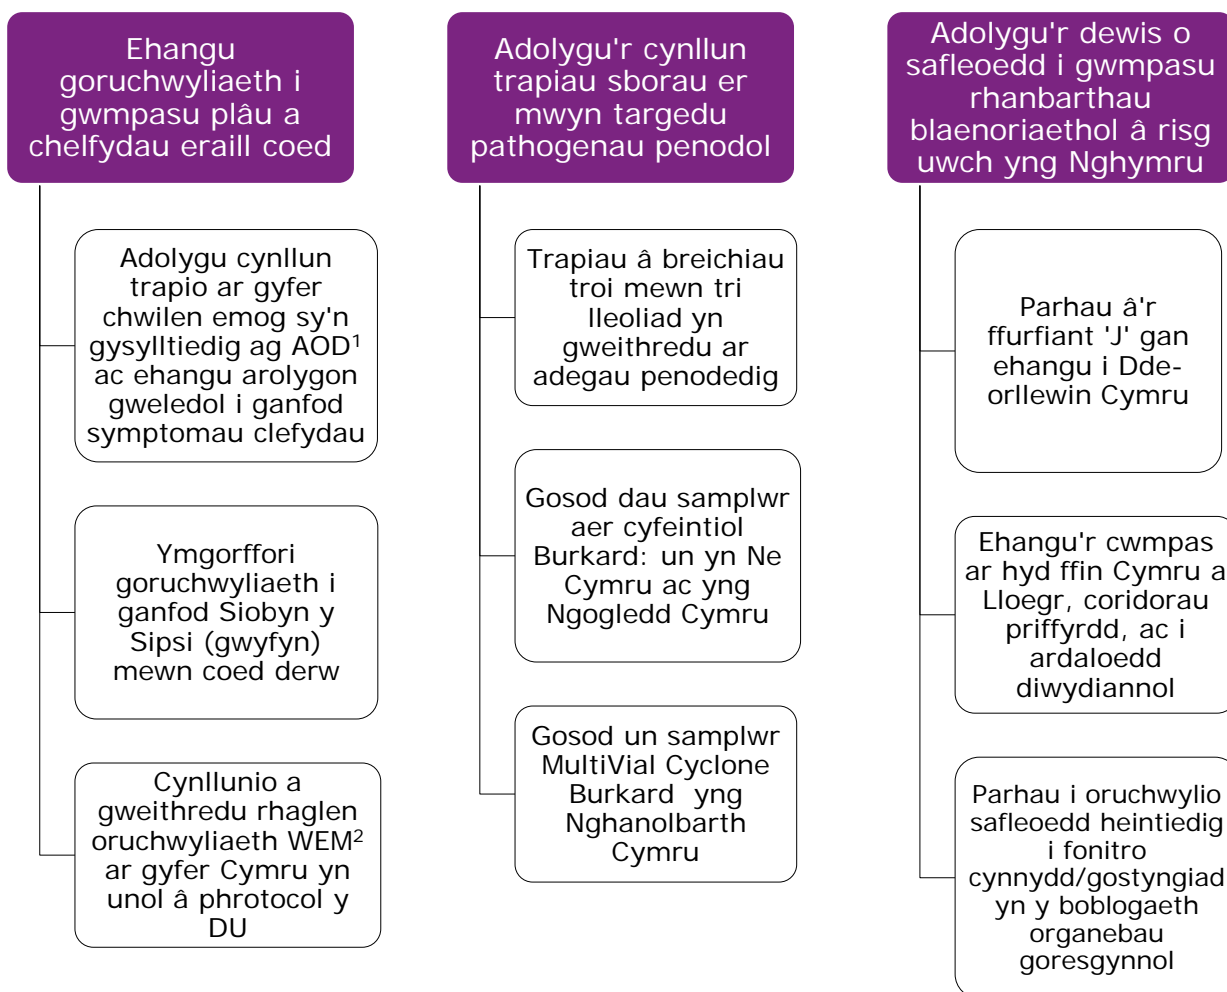 Ehangu
goruchwyliaeth i
gwmpasu plâu a
chelfydau eraill coed
Adolygu cynllun
trapio ar gyfer
chwilen emog sy'n
gysylltiedig ag AOD¹
ac ehangu arolygon
gweledol i ganfod
symptomau clefydau
Ymgorffori
goruchwyliaeth i
ganfod Siobyn y
Sipsi (gwyfyn)
mewn coed derw
Cynllunio a
gweithredu rhaglen
oruchwyliaeth WEM²
ar gyfer Cymru yn
unol â phrotocol y
DU
Adolygu'r cynllun
trapiau sborau er
mwyn targedu
pathogenau penodol
Trapiau â breichiau
troi mewn tri
lleoliad yn
gweithredu ar
adegau penodedig
Gosod dau samplwr
aer cyfeintiol
Burkard: un yn Ne
Cymru ac yng
Ngogledd Cymru
Gosod un samplwr
MultiVial Cyclone
Burkard yng
Nghanolbarth
Cymru
Adolygu'r dewis o
safleoedd i gwmpasu
rhanbarthau
blaenoriaethol â risg
uwch yng Nghymru
Parhau â'r
ffurfiant 'J' gan
ehangu i Dde-
orllewin Cymru
Ehangu'r cwmpas
ar hyd ffin Cymru a
Lloegr, coridorau
priffyrdd, ac i
ardaloedd
diwydiannol
Parhau i oruchwylio
safleoedd heintiedig
i fonitro
cynnydd/gostyngiad
yn y boblogaeth
organebau
goresgynnol